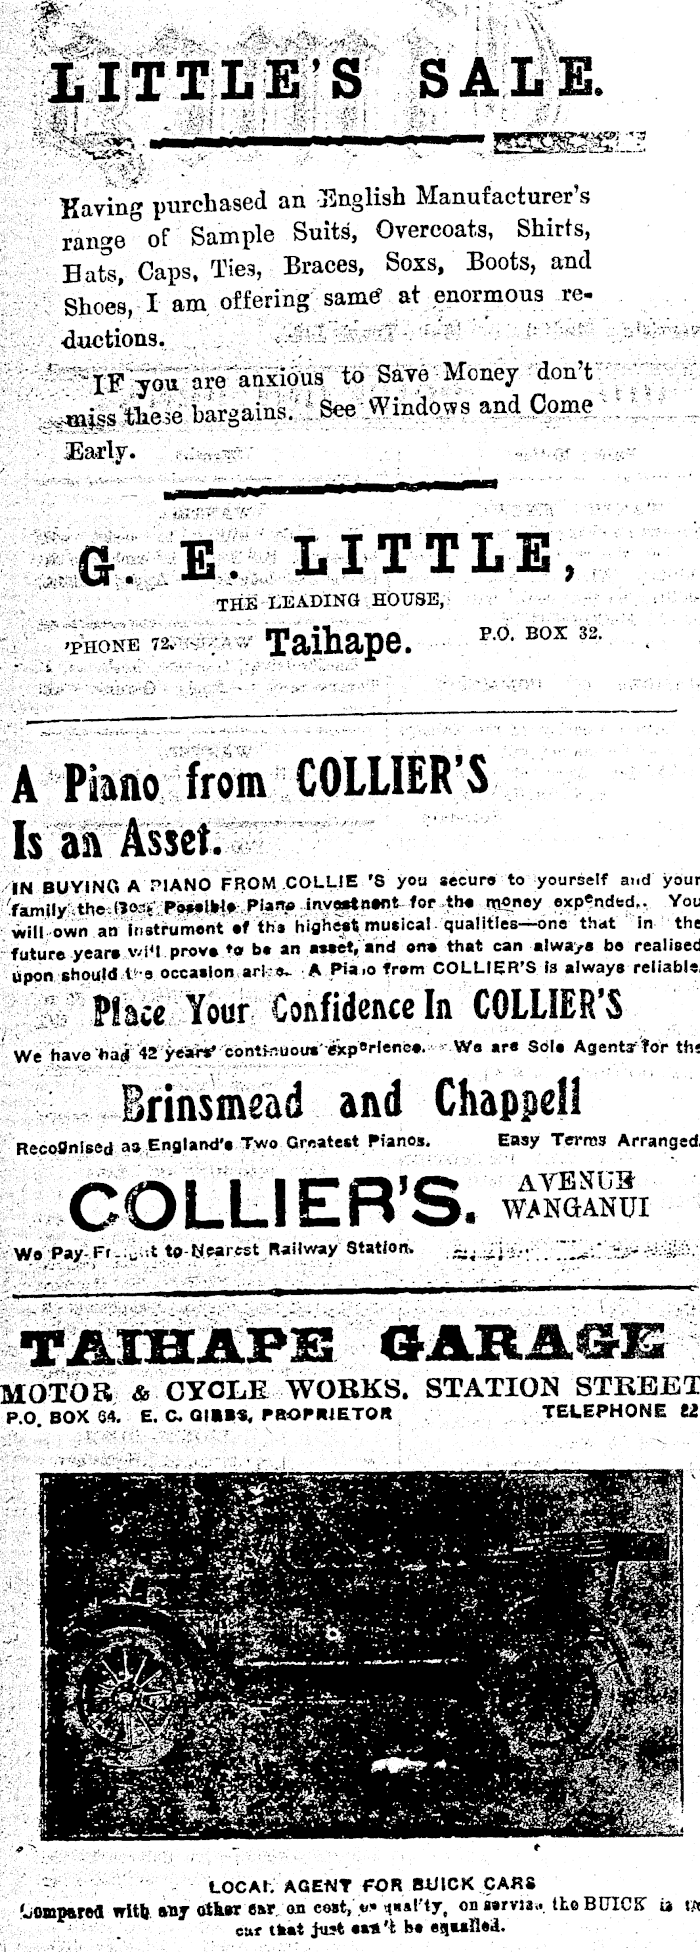 LITTLE'S SALE.
Having purchased an English Manufacturer's
range of Sample Suits, Overcoats, Shirts,
Hats, Caps, Ties, Braces, Soxs, Boots, and
Shoes, I am offering same at enormous re-
ductions.
IF you are anxious to Save Money don't
miss these bargains. See Windows and Come
Early.
G. E. LITTLE,
THE LEADING HOUSE,
'PHONE 72. Taihape. P.O. BOX 32.
A Piano from COLLIER'S
Is an Asset.
IN BUYING A PIANO FROM COLLIE 'S you secure to yourself and your
family the Best Possible Piano investment for the money expended. You
will own an instrument of the highest musical qualities—one that in the
future years will prove to be an asset, and one that can always be realised
upon should the occasion arise. A Piano from COLLIER'S is always reliable.
Place Your Confidence In COLLIER'S
We have had 42 years' continuous experience. We are Sole Agents for the
Brinsmead and Chappell
Recognised as England's Two Greatest Pianos. Easy Terms Arranged.
COLLIER'S. AVENUE
WANGANUI
We Pay Freight to Nearest Railway Station.
TAIHAPE GARAGE
MOTOR & CYCLE WORKS. STATION STREET
P.O. BOX 64. E. C. GIBBS, PROPRIETOR TELEPHONE 22
LOCAL AGENT FOR BUICK CARS
Compared with any other car on cost, on quality, on service the BUICK is
car that just can't be equalled.